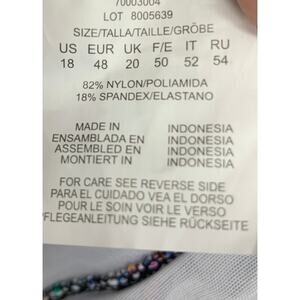 70003004
LOT 8005639
SIZE/TALLA/TAILLE/GRÖBE
US EUR UK F/E IT RU
18 48 20 50 52 54
82% NYLON/POLIAMIDA
18% SPANDEX/ELASTANO
MADE IN INDONESIA
ENSAMBLADA EN INDONESIA
ASSEMBLED EN INDONESIA
MONTIERT IN INDONESIA
FOR CARE SEE REVERSE SIDE
PARA EL CUIDADO VEA EL DORSO
POUR LE SOIN VOIR LE VERSO
PFLEGEANLEITUNG SIEHE RÜCKSEITE